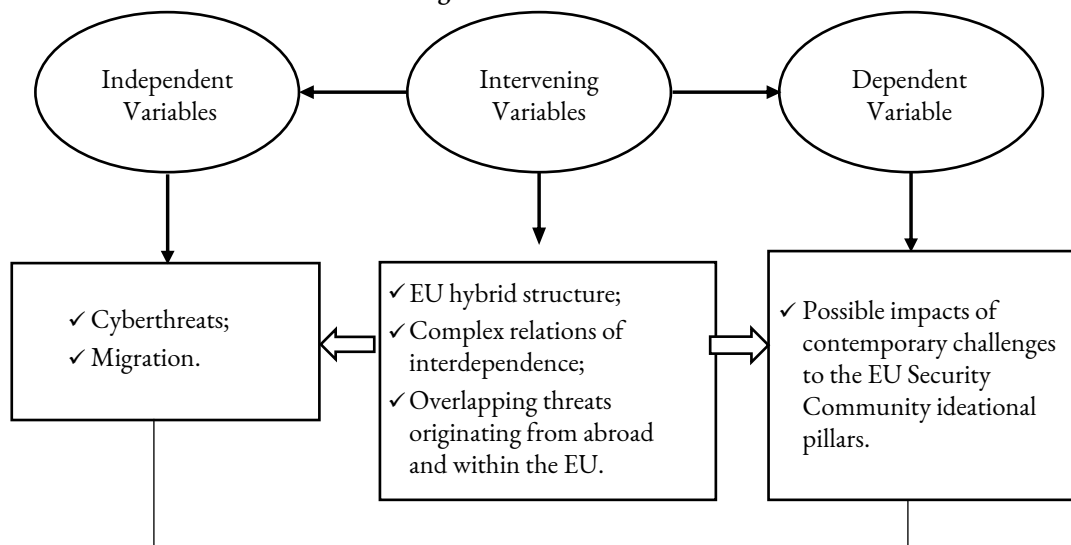 Independent
Variables
Intervening
Variables
Dependent
Variable
✓ Cyberthreats;
✓ Migration.
✓ EU hybrid structure;
✓ Complex relations of
interdependence;
✓ Overlapping threats
originating from abroad
and within the EU.
✓ Possible impacts of
contemporary challenges
to the EU Security
Community ideational
pillars.